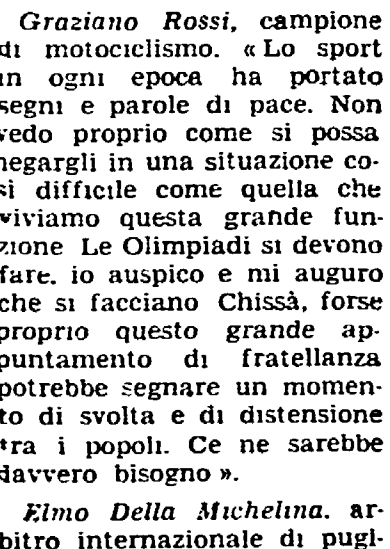 Graziano Rossi, campione
di motociclismo. « Lo sport
in ogni epoca ha portato
segni e parole di pace. Non
vedo proprio come si possa
negargli in una situazione co-
sì difficile come quella che
viviamo questa grande fun-
zione Le Olimpiadi si devono
fare. io auspico e mi auguro
che si facciano Chissà, forse
proprio questo grande ap-
puntamento di fratellanza
potrebbe segnare un momen-
to di svolta e di distensione
tra i popoli. Ce ne sarebbe
davvero bisogno ».
Elmo Della Michelina. ar-
bitro internazionale di pugi-